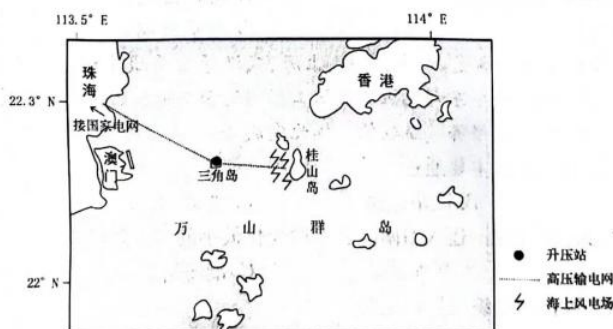 113.5° E
114° E
珠海
香港
22.3° N
接国家电网
澳门
三角岛
桂山岛
万山群岛
22° N
升压站
高压输电网
海上风电场